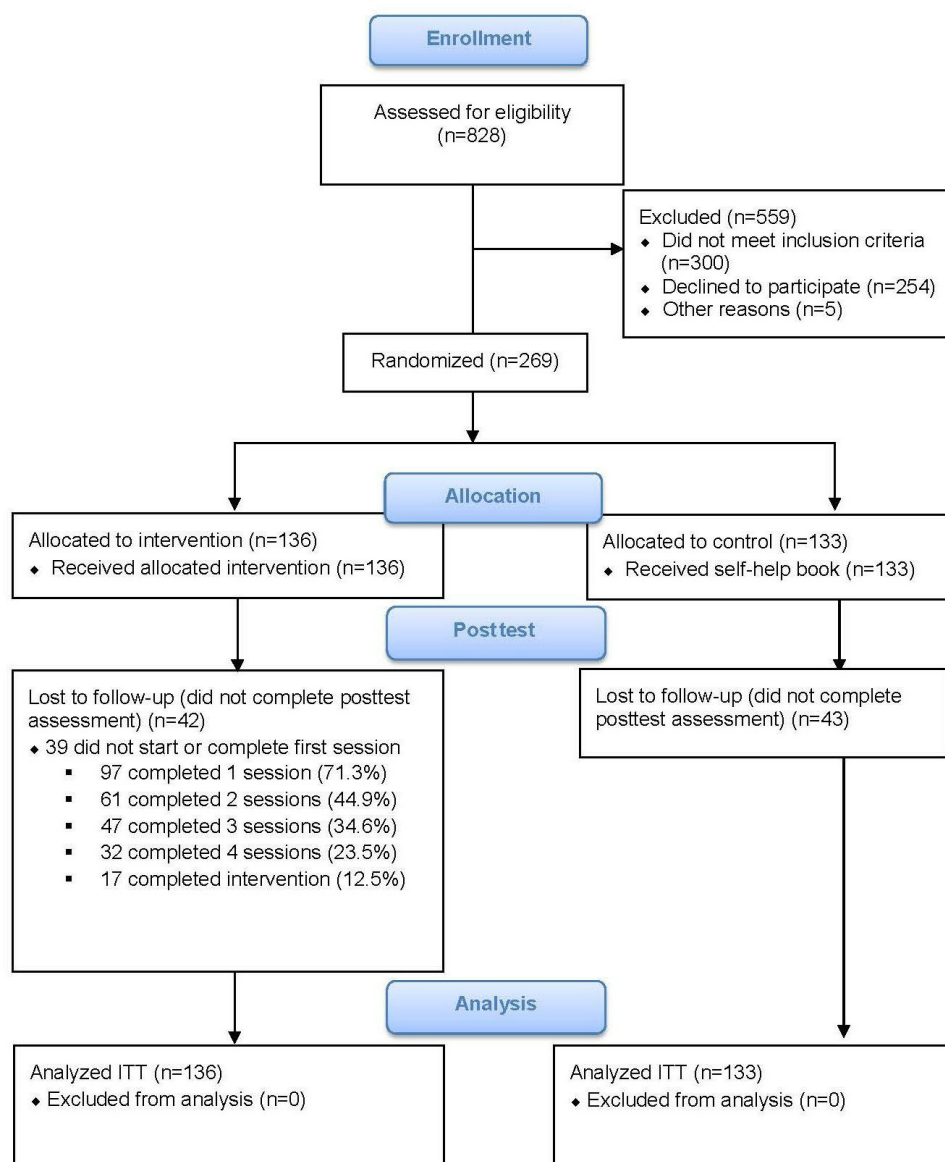 Enrollment
Assessed for eligibility
(n=828)
Excluded (n=559)
◆ Did not meet inclusion criteria
(n=300)
◆ Declined to participate (n=254)
◆ Other reasons (n=5)
Randomized (n=269)
Allocation
Allocated to intervention (n=136)
◆ Received allocated intervention (n=136)
Allocated to control (n=133)
◆ Received self-help book (n=133)
Posttest
Lost to follow-up (did not complete posttest
assessment) (n=42)
◆ 39 did not start or complete first session
▪ 97 completed 1 session (71.3%)
▪ 61 completed 2 sessions (44.9%)
▪ 47 completed 3 sessions (34.6%)
▪ 32 completed 4 sessions (23.5%)
▪ 17 completed intervention (12.5%)
Lost to follow-up (did not complete
posttest assessment) (n=43)
Analysis
Analyzed ITT (n=136)
◆ Excluded from analysis (n=0)
Analyzed ITT (n=133)
◆ Excluded from analysis (n=0)